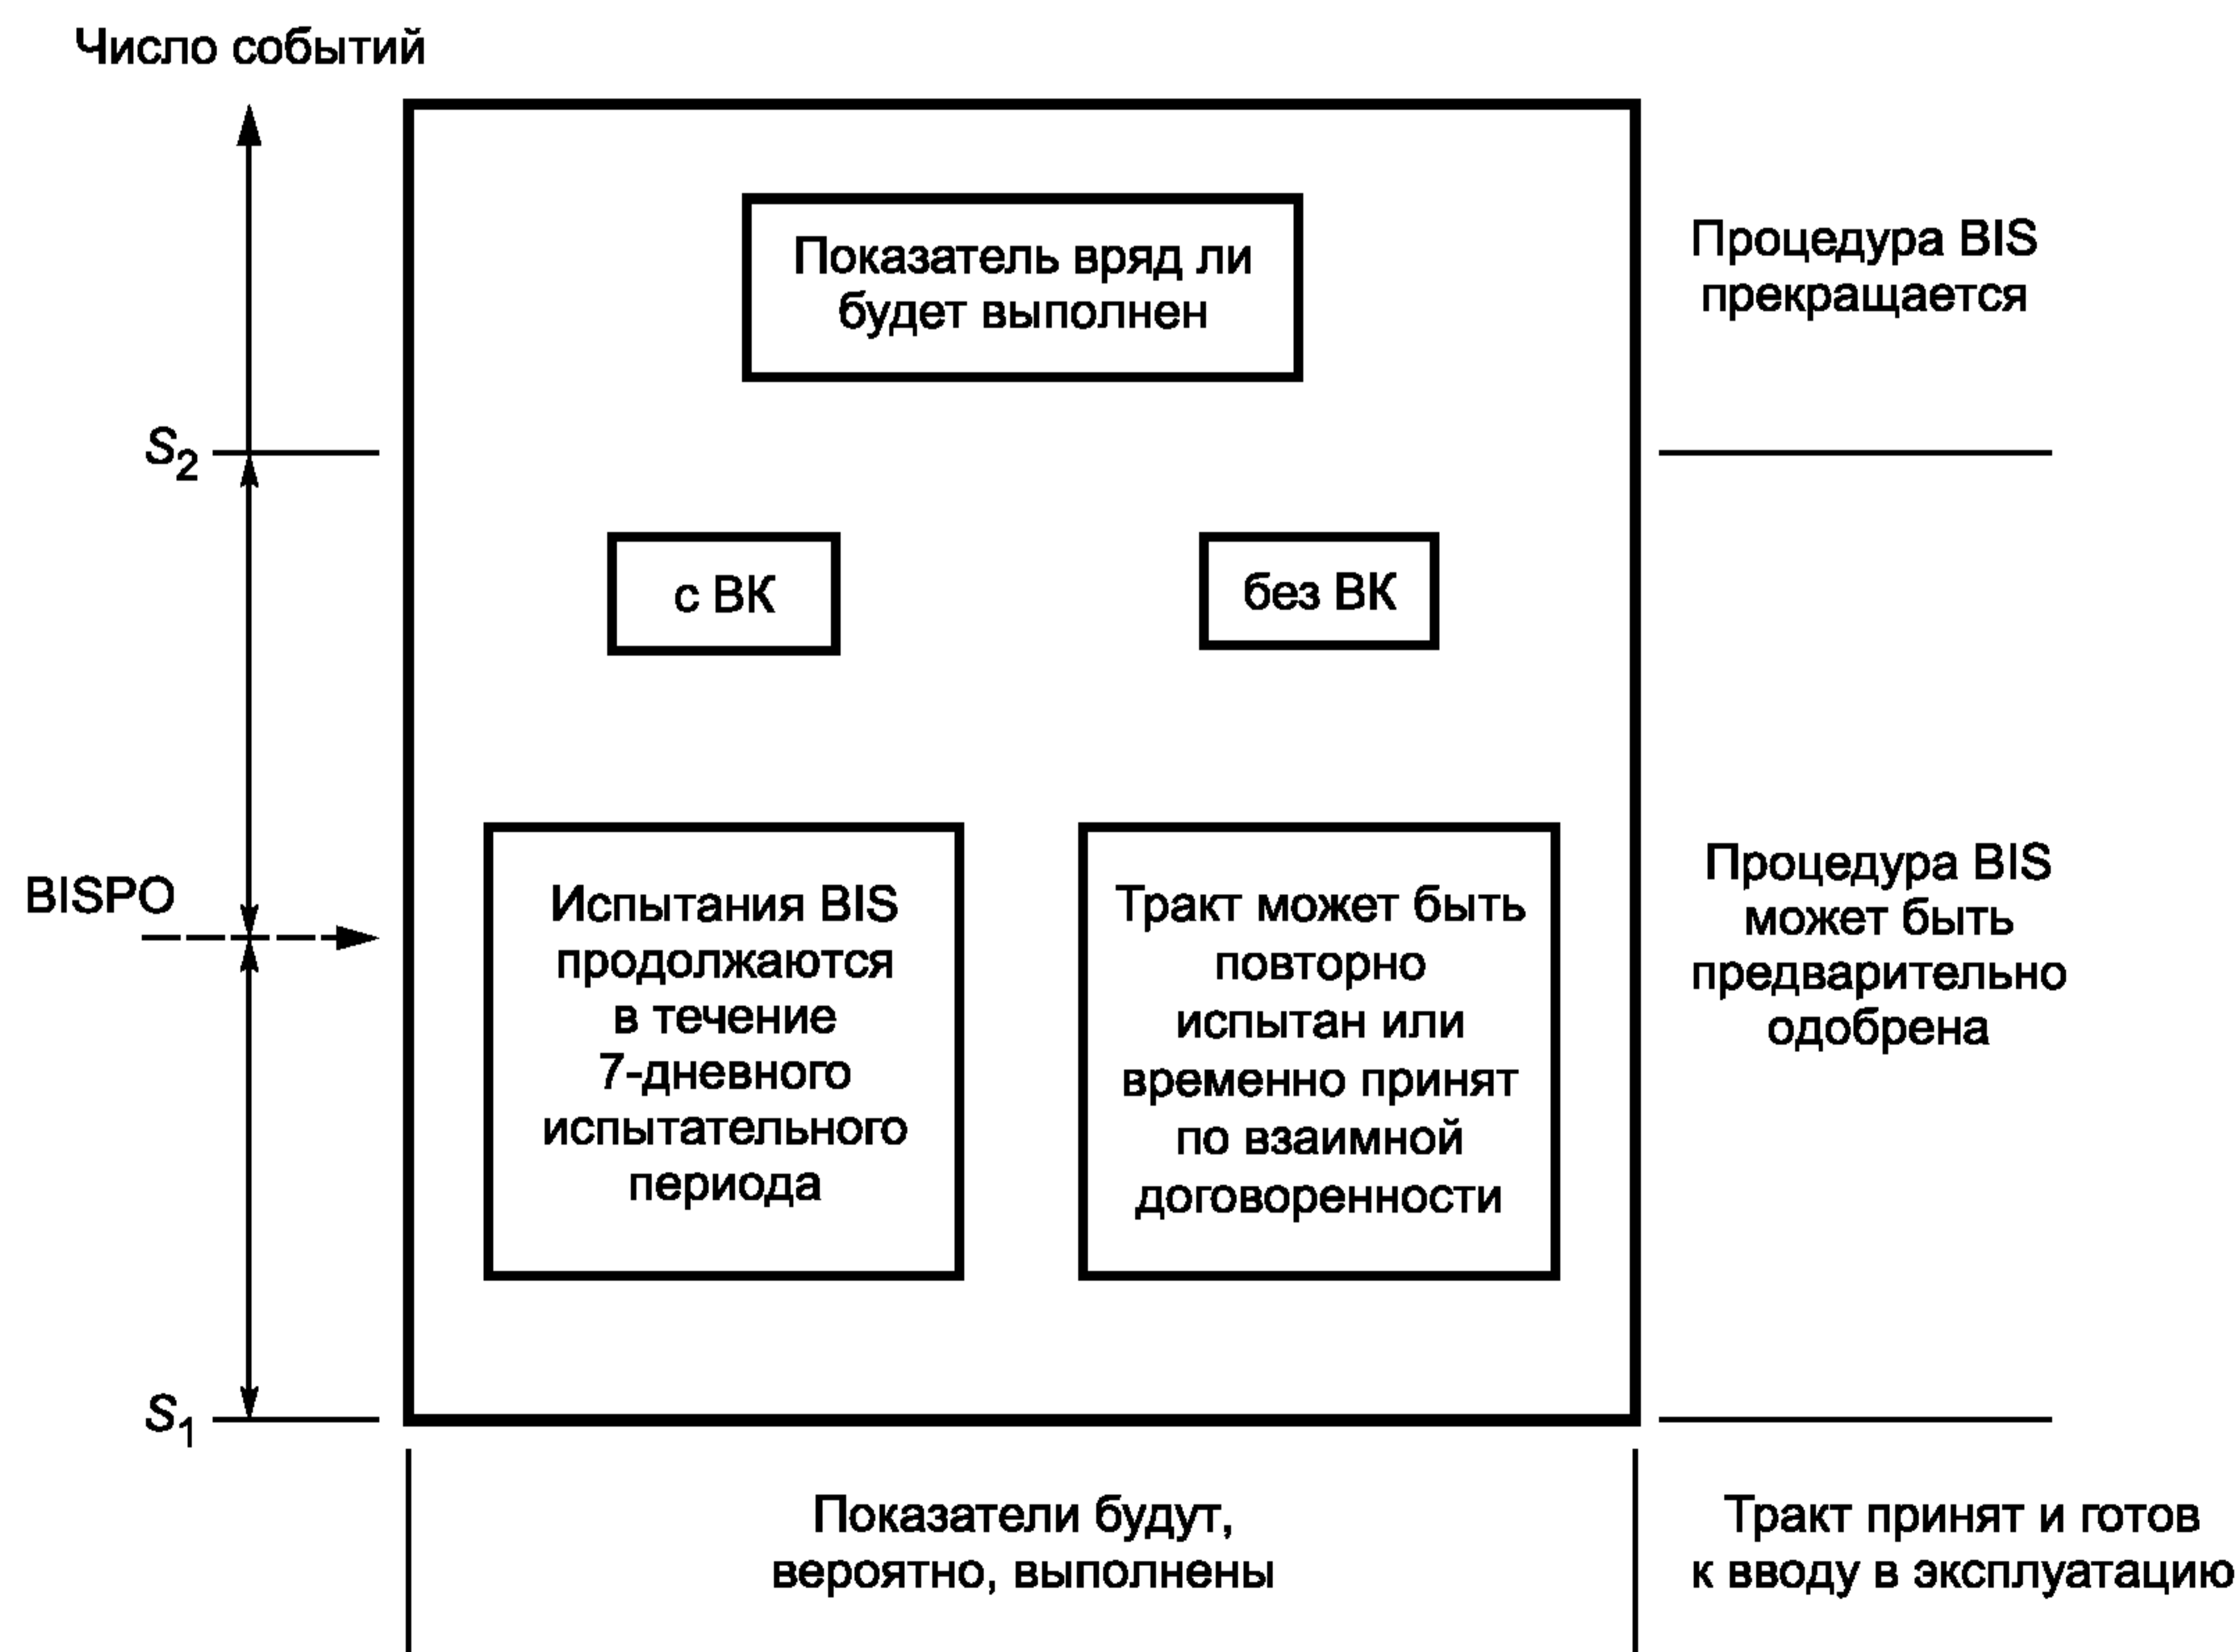 Число событий
Показатель вряд ли
будет выполнен
Процедура BIS
прекращается
S2
с ВК
без ВК
BISPO
Испытания BIS
продолжаются
в течение
7-дневного
испытательного
периода
Тракт может быть
повторно
испытан или
временно принят
по взаимной
договоренности
Процедура BIS
может быть
предварительно
одобрена
S1
Показатели будут,
вероятно, выполнены
Тракт принят и готов
к вводу в эксплуатацию